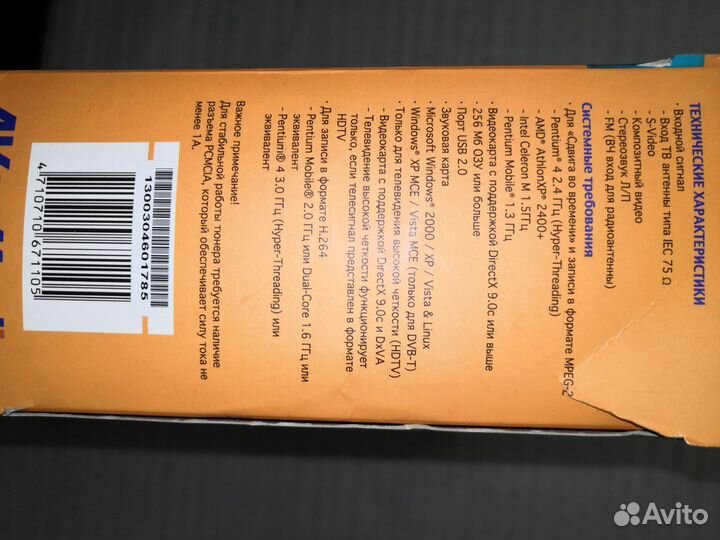 ТЕХНИЧЕСКИЕ ХАРАКТЕРИСТИКИ
· Входной сигнал
- Вход ТВ антенны типа IEC 75 Ω
- S-Video
- Композитный видео
- Стереозвук Л/П
- FM (ВЧ вход для радиоантенны)
Системные требования
· Для «Сдвига во времени» и записи в формате MPEG-2
- Pentium® 4 2.4 ГГц (Hyper-Threading)
- AMD® AthlonXP® 2400+
- Intel Celeron M 1.5ГГц
- Pentium Mobile® 1.3 ГГц
· Видеокарта с поддержкой DirectX 9.0c или выше
· 256 Мб ОЗУ или больше
· Порт USB 2.0
· Звуковая карта
· Microsoft Windows® 2000 / XP / Vista & Linux
· Windows® XP MCE / Vista MCE (только для DVB-T)
· Только для телевидения высокой четкости (HDTV)
- Видеокарта с поддержкой DirectX 9.0c и DxVA
- Телевидение высокой четкости функционирует
только, если телесигнал представлен в формате
HDTV
· Для записи в формате H.264
- Pentium Mobile® 2.0 ГГц или Dual-Core 1.6 ГГц или
эквивалент
- Pentium® 4 3.0 ГГц (Hyper-Threading) или
эквивалент
Важное примечание!
Для стабильной работы тюнера требуется наличие
разъема PCMCIA, который обеспечивает силу тока не
менее 1А.
1300304601785
4 710710 671105
Avito